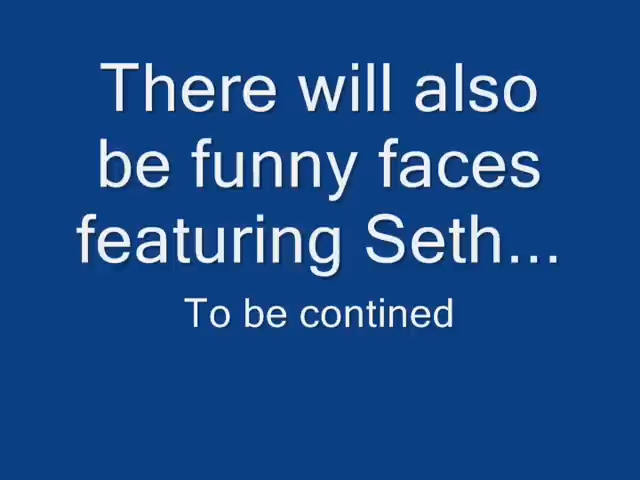 There will also
be funny faces
featuring Seth...
To be contined